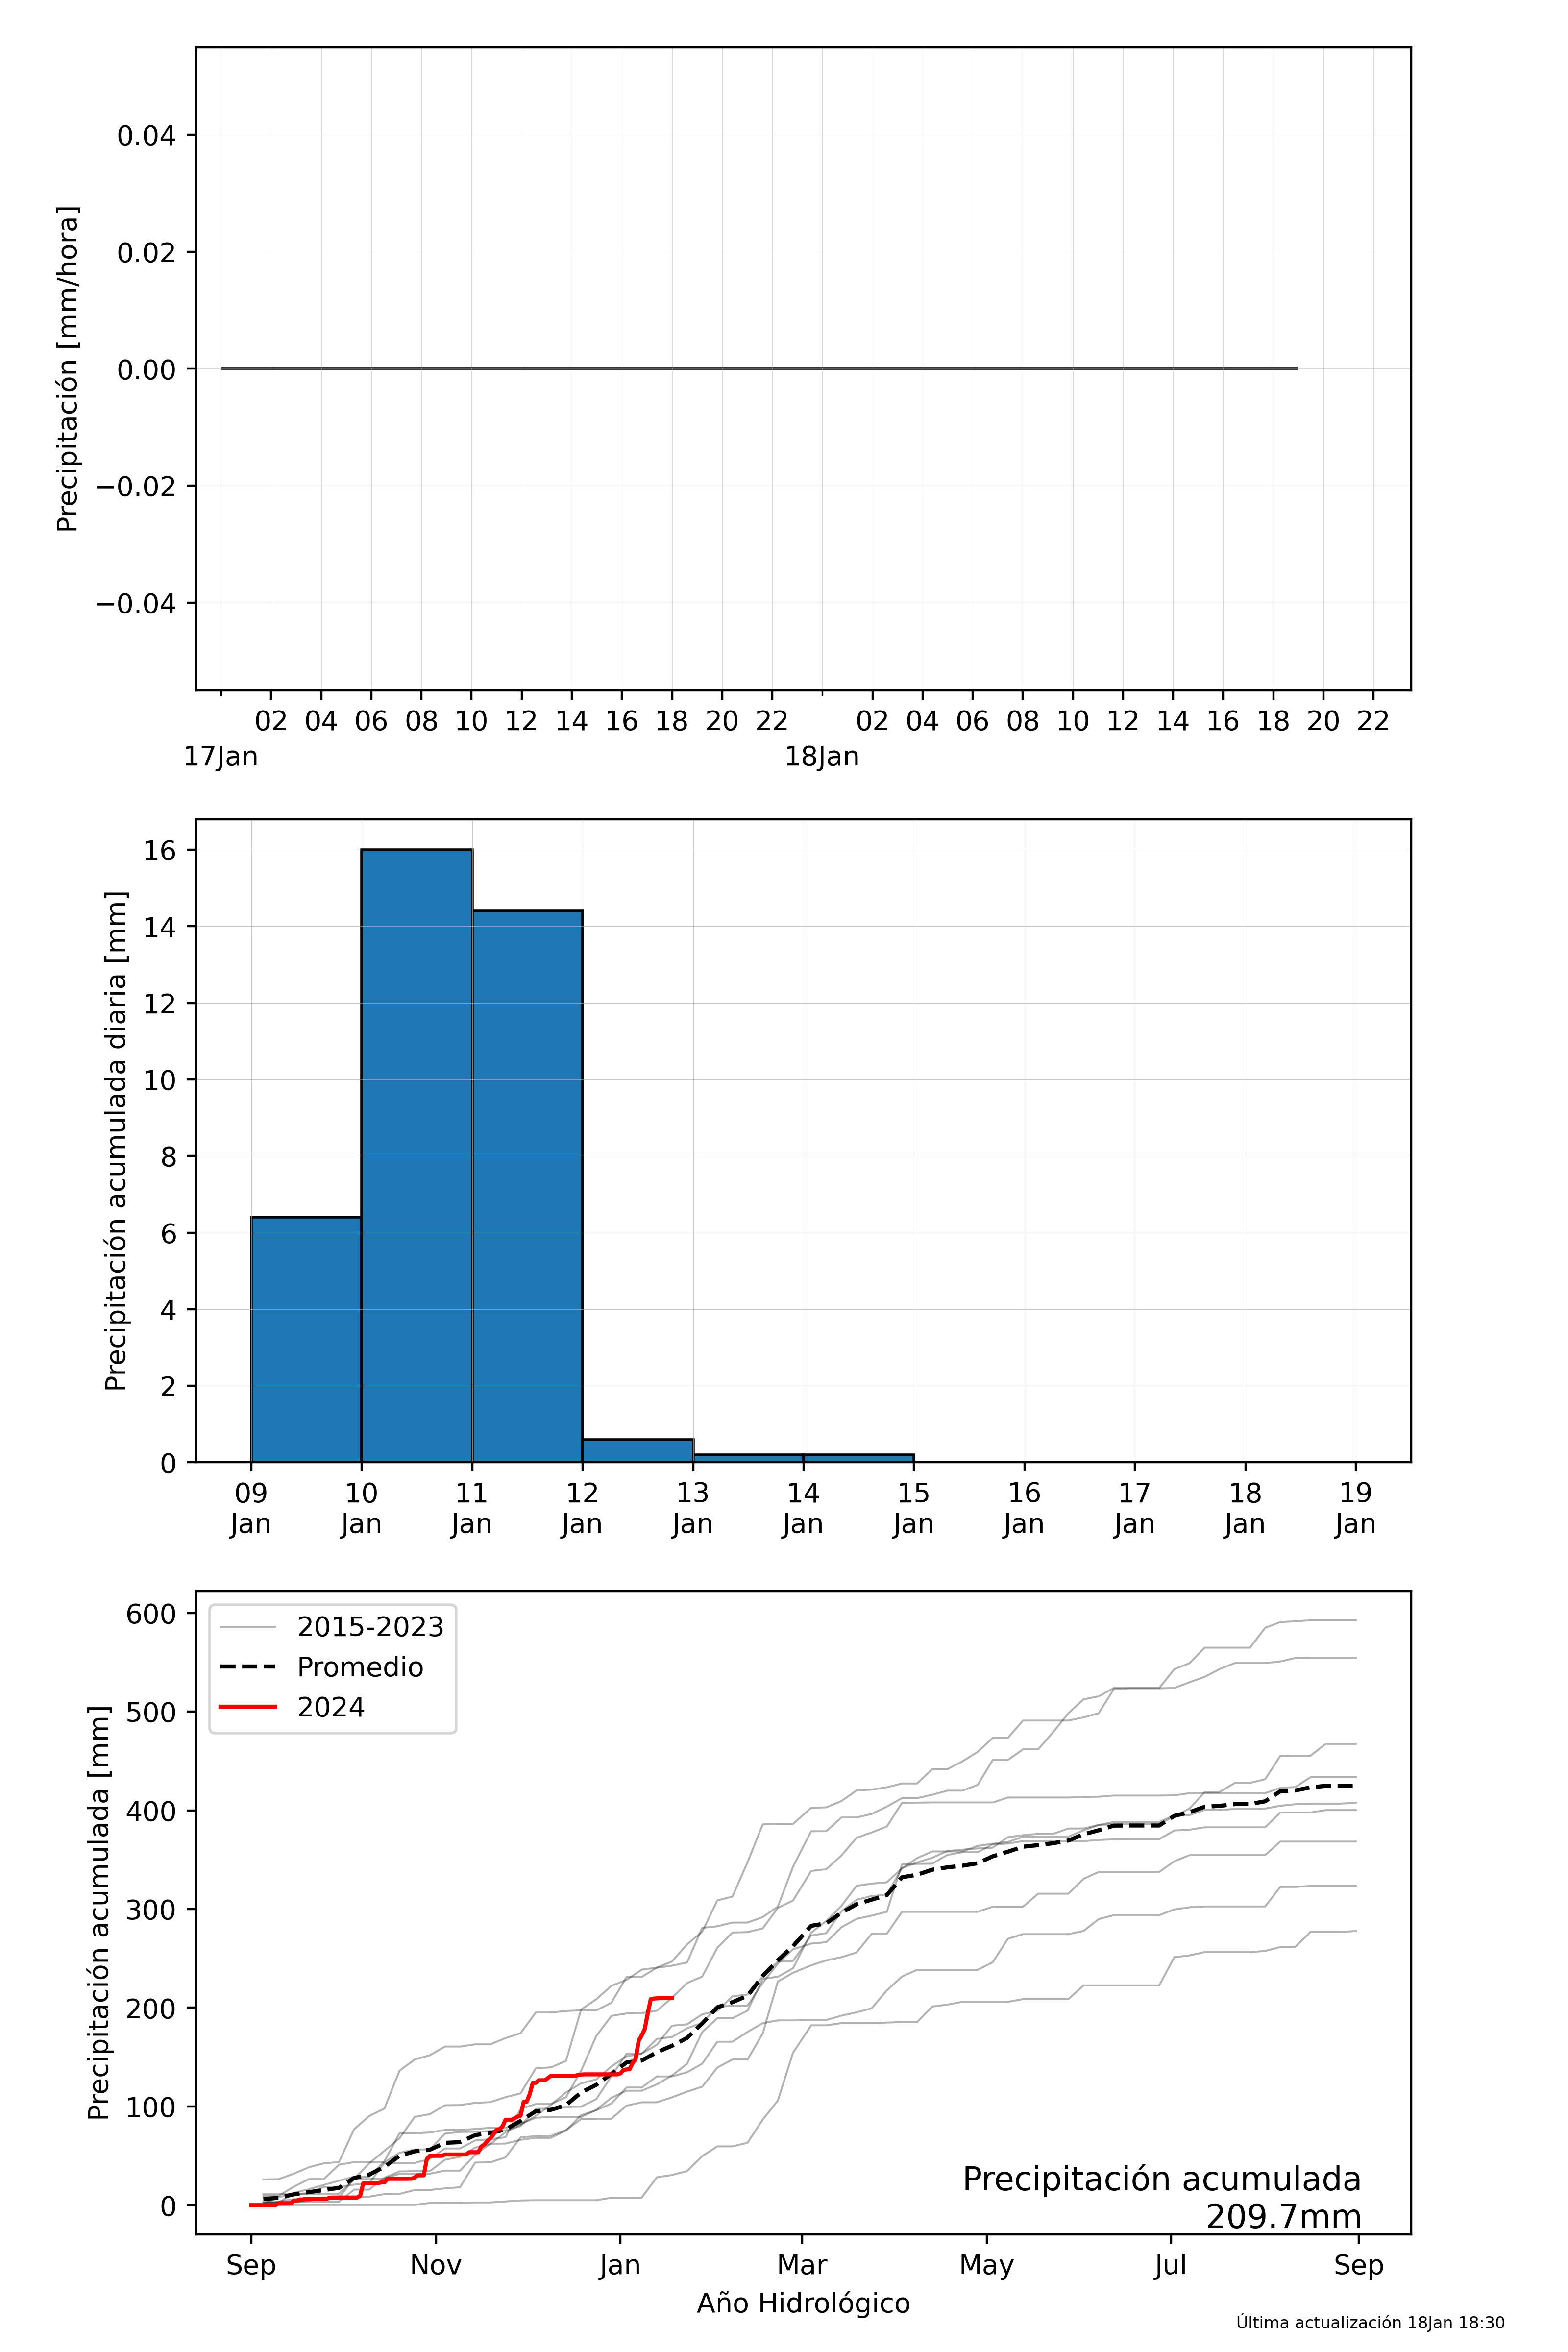 Precipitación [mm/hora]
0.04
0.02
0.00
−0.02
−0.04
02 04 06 08 10 12 14 16 18 20 22 02 04 06 08 10 12 14 16 18 20 22
17Jan 18Jan
Precipitación acumulada diaria [mm]
16
14
12
10
8
6
4
2
0
09 10 11 12 13 14 15 16 17 18 19
Jan Jan Jan Jan Jan Jan Jan Jan Jan Jan Jan
Precipitación acumulada [mm]
600
500
400
300
200
100
0
2015-2023
Promedio
2024
Precipitación acumulada
209.7mm
Sep Nov Jan Mar May Jul Sep
Año Hidrológico
Última actualización 18Jan 18:30